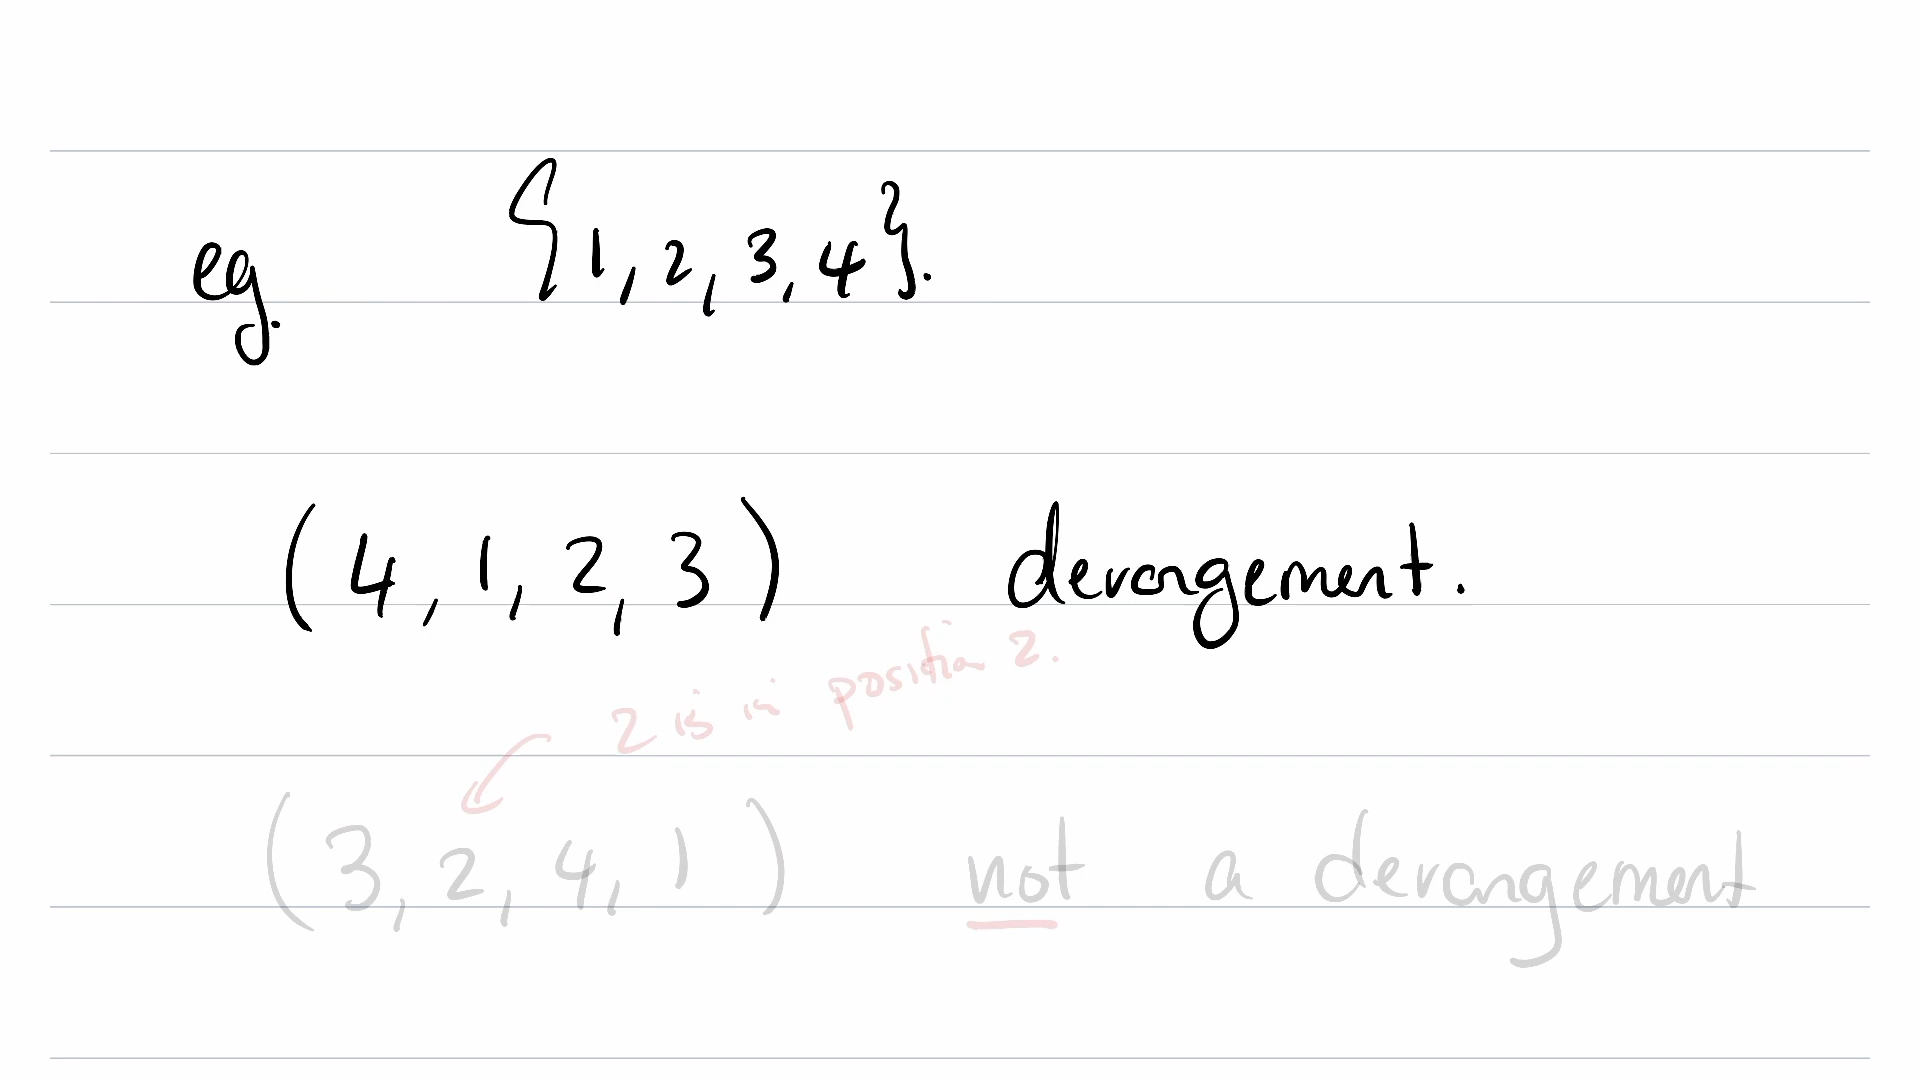 eg. {1, 2, 3, 4}.
(4, 1, 2, 3) derangement.
2 is in position 2.
(3, 2, 4, 1) not a derangement